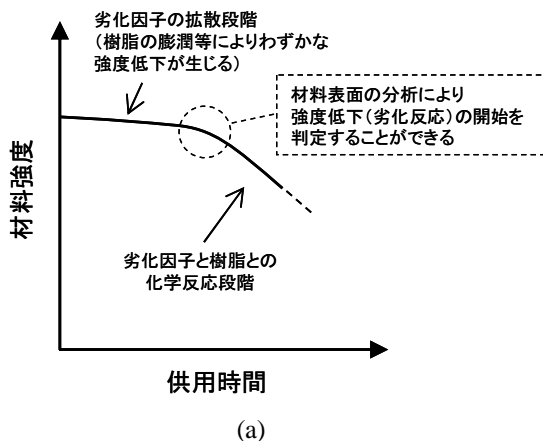 劣化因子の拡散段階
(樹脂の膨潤等によりわずかな
強度低下が生じる)
材料表面の分析により
強度低下(劣化反応)の開始を
判定することができる
材料強度
劣化因子と樹脂との
化学反応段階
供用時間
(a)